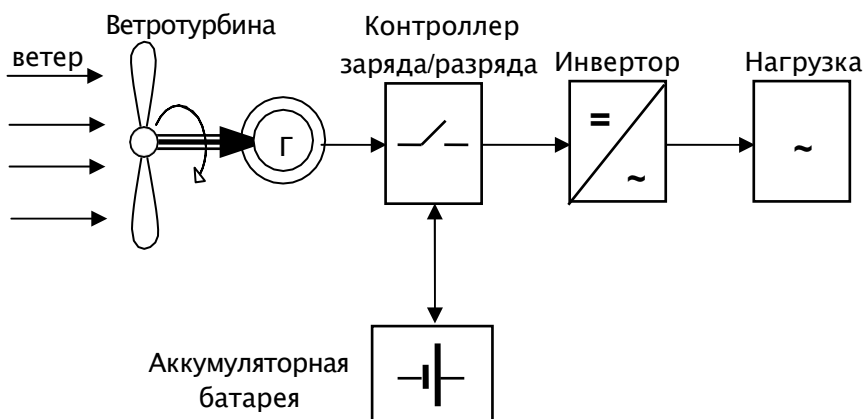 Ветротурбина
ветер
Контроллер
заряда/разряда
Инвертор
Нагрузка
Г
=
~
~
Аккумуляторная
батарея